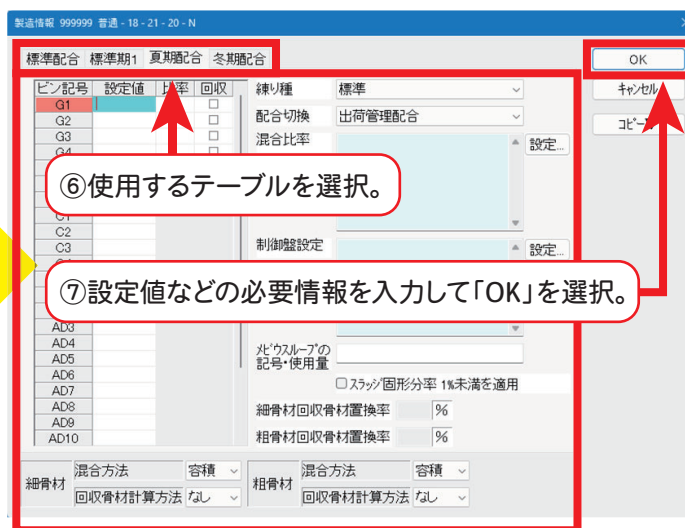 製造情報 999999 普通 - 18 - 21 - 20 - N
標準配合 標準期1 夏期配合 冬期配合
OK
キャンセル
ビン記号 設定値 比率 回収
G1
G2
G3
G4
C2
C3
AD3
AD4
AD5
AD6
AD7
AD8
AD9
AD10
練り種 標準
配合切換 出荷管理配合
混合比率 設定...
⑥使用するテーブルを選択。
制御盤設定 設定...
⑦設定値などの必要情報を入力して「OK」を選択。
メビウスループの
記号・使用量
スラッジ固形分率 1%未満を適用
細骨材回収骨材置換率 %
粗骨材回収骨材置換率 %
細骨材 混合方法 容積
回収骨材計算方法 なし
粗骨材 混合方法 容積
回収骨材計算方法 なし